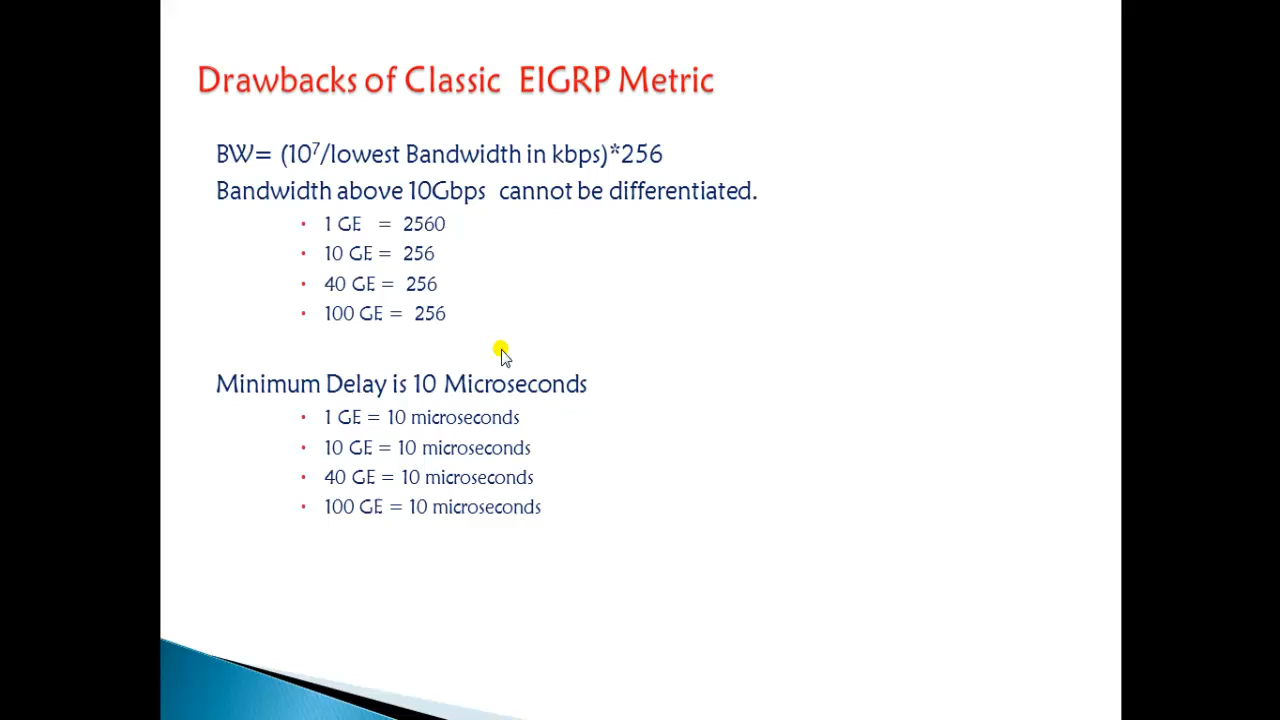 Drawbacks of Classic EIGRP Metric
BW= (10⁷/lowest Bandwidth in kbps)*256
Bandwidth above 10Gbps cannot be differentiated.
• 1 GE = 2560
• 10 GE = 256
• 40 GE = 256
• 100 GE = 256
Minimum Delay is 10 Microseconds
• 1 GE = 10 microseconds
• 10 GE = 10 microseconds
• 40 GE = 10 microseconds
• 100 GE = 10 microseconds